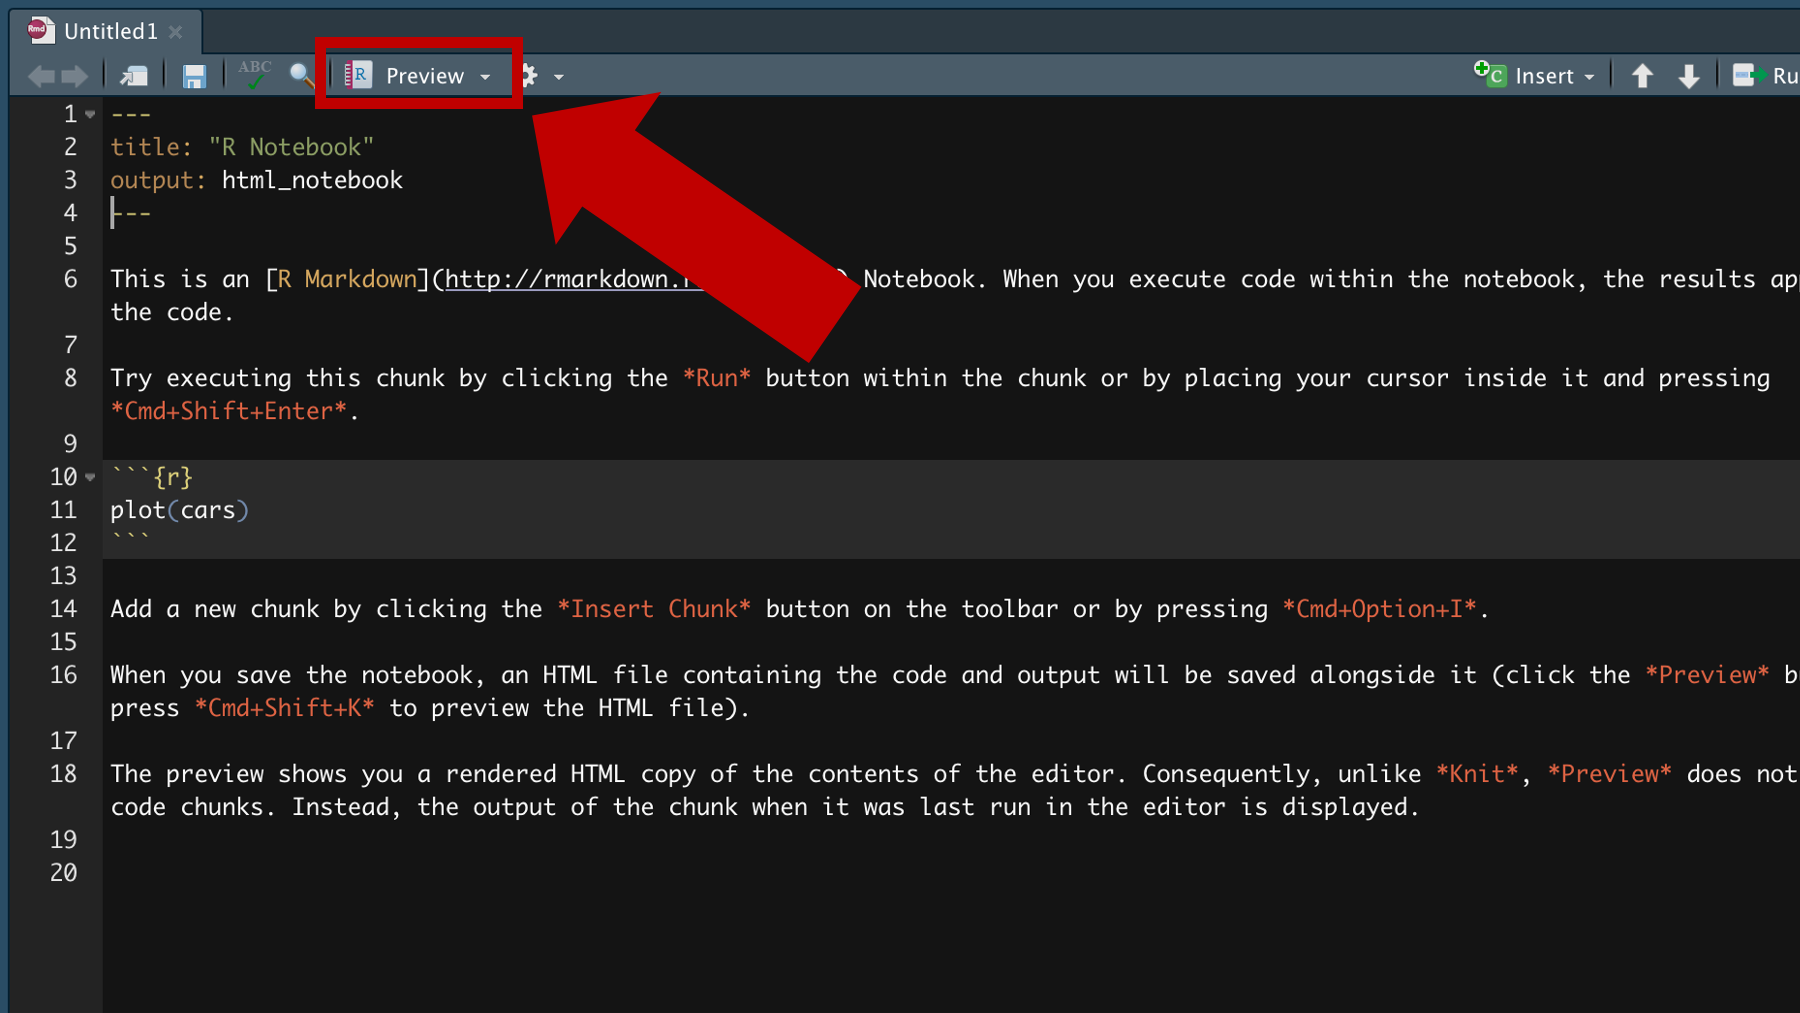 Untitled1
ABC
Preview
Insert
1 ---
2 title: "R Notebook"
3 output: html_notebook
4 ---
5
6 This is an [R Markdown](http://rmarkdown.r ) Notebook. When you execute code within the notebook, the results
the code.
7
8 Try executing this chunk by clicking the *Run* button within the chunk or by placing your cursor inside it and pressing
*Cmd+Shift+Enter*.
9
10 ```{r}
11 plot(cars)
12 ```
13
14 Add a new chunk by clicking the *Insert Chunk* button on the toolbar or by pressing *Cmd+Option+I*.
15
16 When you save the notebook, an HTML file containing the code and output will be saved alongside it (click the *Preview*
press *Cmd+Shift+K* to preview the HTML file).
17
18 The preview shows you a rendered HTML copy of the contents of the editor. Consequently, unlike *Knit*, *Preview* does not
code chunks. Instead, the output of the chunk when it was last run in the editor is displayed.
19
20